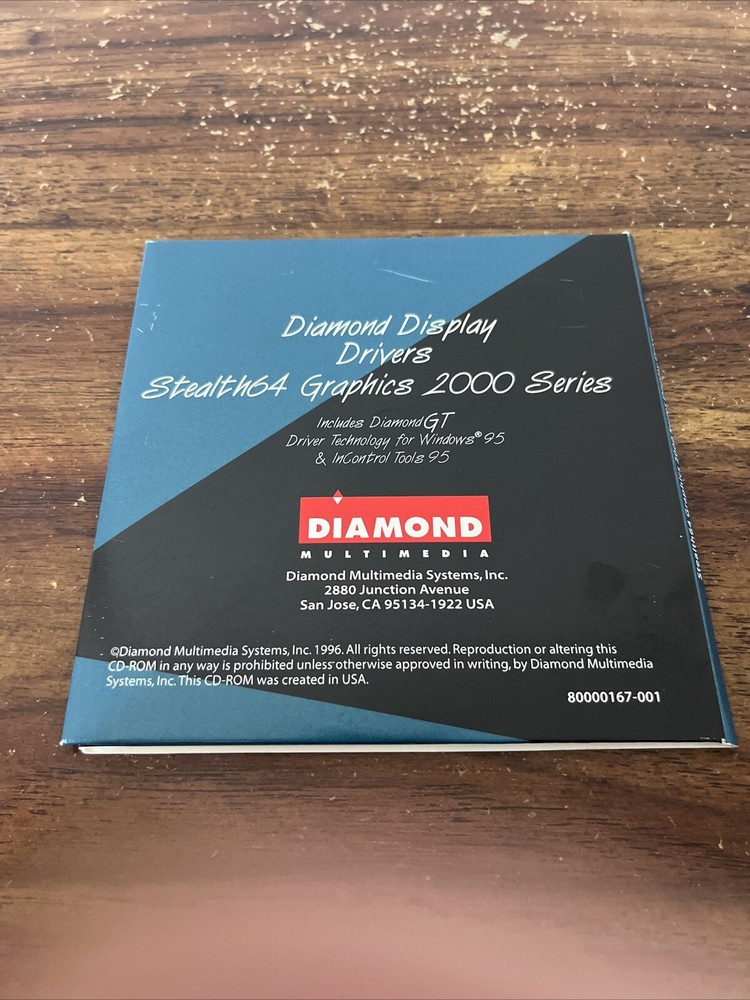 Diamond Display
Drivers
Stealth64 Graphics 2000 Series
Includes DiamondGT
Driver Technology for Windows® 95
& InControl Tools 95
DIAMOND
MULTIMEDIA
Diamond Multimedia Systems, Inc.
2880 Junction Avenue
San Jose, CA 95134-1922 USA
©Diamond Multimedia Systems, Inc. 1996. All rights reserved. Reproduction or altering this
CD-ROM in any way is prohibited unless otherwise approved in writing, by Diamond Multimedia
Systems, Inc. This CD-ROM was created in USA.
80000167-001
Stealth64 Graphics